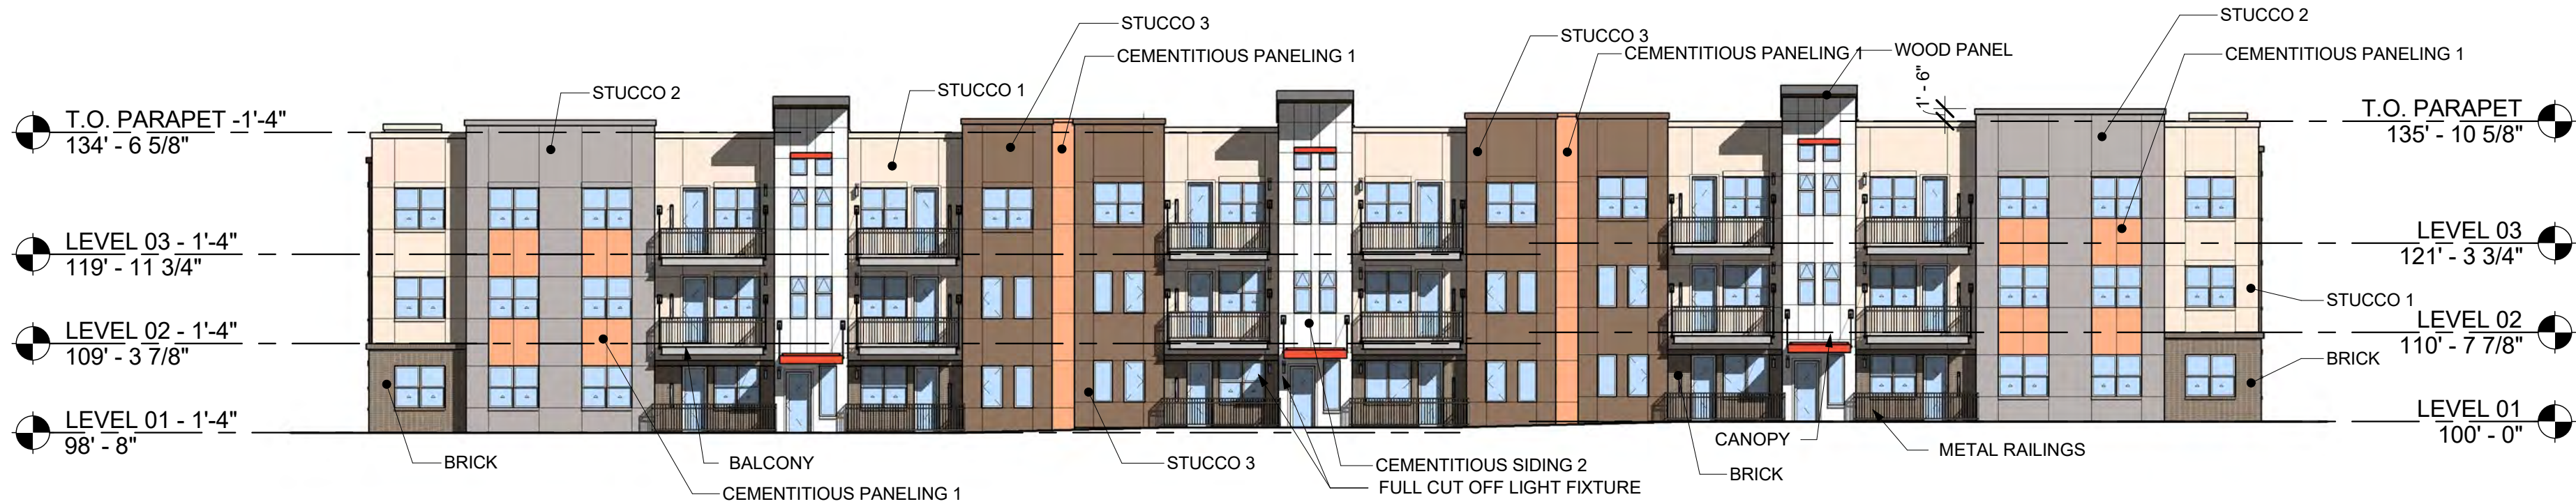 STUCCO 2
STUCCO 3
STUCCO 3
WOOD PANEL
CEMENTITIOUS PANELING 1
CEMENTITIOUS PANELING 1
CEMENTITIOUS PANELING 1
1' - 6"
STUCCO 2
STUCCO 1
T.O. PARAPET -1'-4"
134' - 6 5/8"
T.O. PARAPET
135' - 10 5/8"
LEVEL 03 - 1'-4"
119' - 11 3/4"
LEVEL 03
121' - 3 3/4"
STUCCO 1
LEVEL 02 - 1'-4"
109' - 3 7/8"
LEVEL 02
110' - 7 7/8"
BRICK
LEVEL 01 - 1'-4"
98' - 8"
LEVEL 01
100' - 0"
BRICK
BALCONY
STUCCO 3
CEMENTITIOUS SIDING 2
CANOPY
METAL RAILINGS
BRICK
CEMENTITIOUS PANELING 1
FULL CUT OFF LIGHT FIXTURE